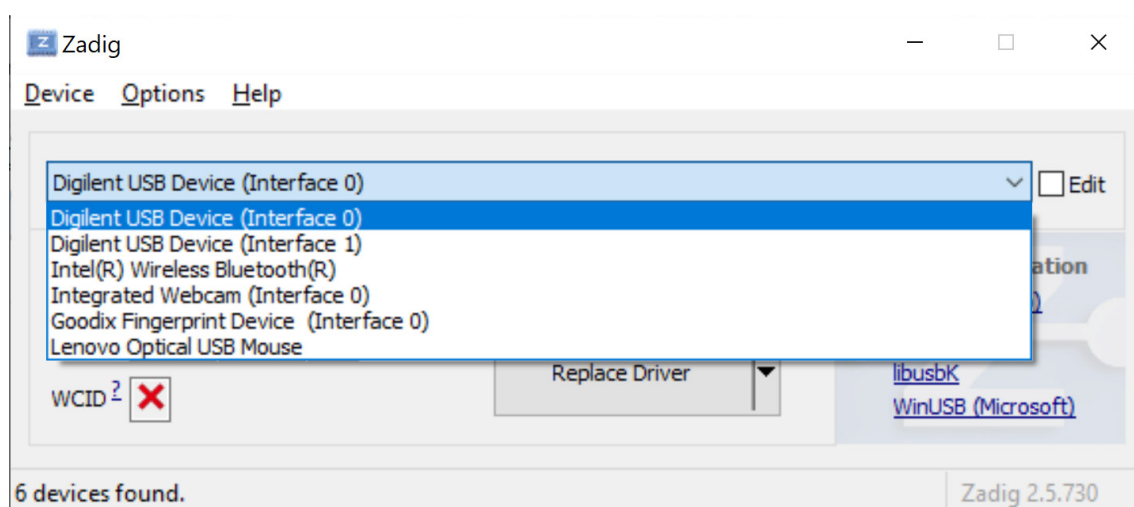 Zadig
Device Options Help
Digilent USB Device (Interface 0)
Edit
Digilent USB Device (Interface 0)
Digilent USB Device (Interface 1)
Intel(R) Wireless Bluetooth(R)
Integrated Webcam (Interface 0)
Goodix Fingerprint Device (Interface 0)
Lenovo Optical USB Mouse
WCID ?
Replace Driver
libusbK
WinUSB (Microsoft)
6 devices found.
Zadig 2.5.730